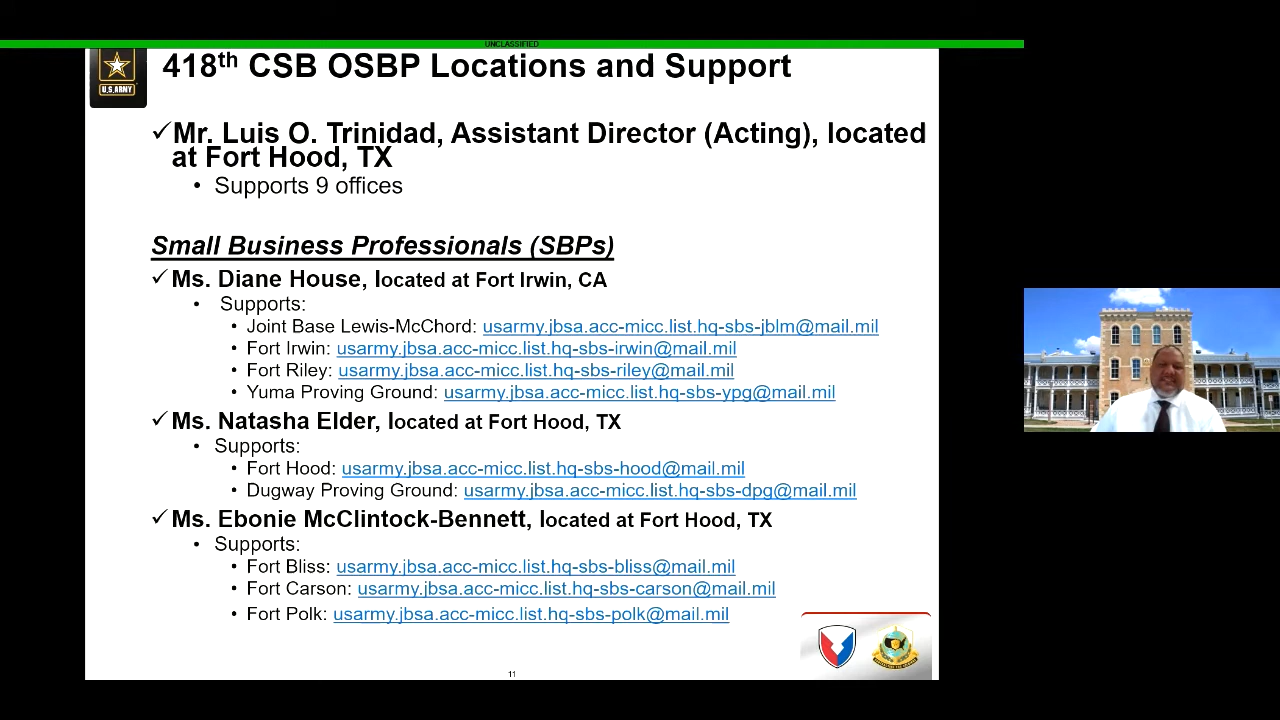 UNCLASSIFIED
418th CSB OSBP Locations and Support
U.S.ARMY
✓Mr. Luis O. Trinidad, Assistant Director (Acting), located
at Fort Hood, TX
• Supports 9 offices
Small Business Professionals (SBPs)
✓Ms. Diane House, located at Fort Irwin, CA
• Supports:
• Joint Base Lewis-McChord: usarmy.jbsa.acc-micc.list.hq-sbs-jblm@mail.mil
• Fort Irwin: usarmy.jbsa.acc-micc.list.hq-sbs-irwin@mail.mil
• Fort Riley: usarmy.jbsa.acc-micc.list.hq-sbs-riley@mail.mil
• Yuma Proving Ground: usarmy.jbsa.acc-micc.list.hq-sbs-ypg@mail.mil
✓Ms. Natasha Elder, located at Fort Hood, TX
• Supports:
• Fort Hood: usarmy.jbsa.acc-micc.list.hq-sbs-hood@mail.mil
• Dugway Proving Ground: usarmy.jbsa.acc-micc.list.hq-sbs-dpg@mail.mil
✓Ms. Ebonie McClintock-Bennett, located at Fort Hood, TX
• Supports:
• Fort Bliss: usarmy.jbsa.acc-micc.list.hq-sbs-bliss@mail.mil
• Fort Carson: usarmy.jbsa.acc-micc.list.hq-sbs-carson@mail.mil
• Fort Polk: usarmy.jbsa.acc-micc.list.hq-sbs-polk@mail.mil
11